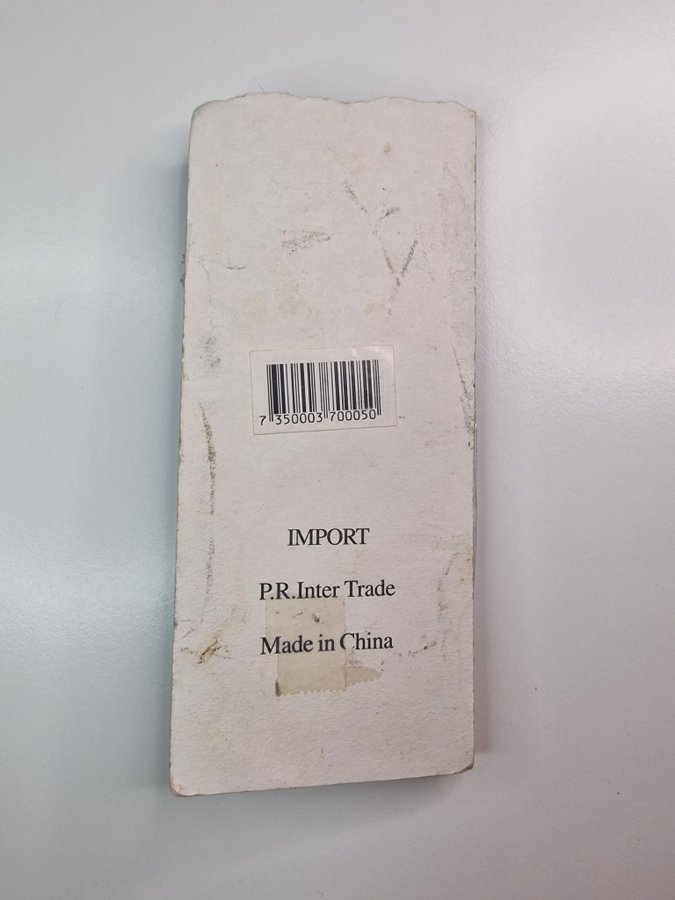 7 350003 700050
IMPORT
P.R.Inter Trade
Made in China